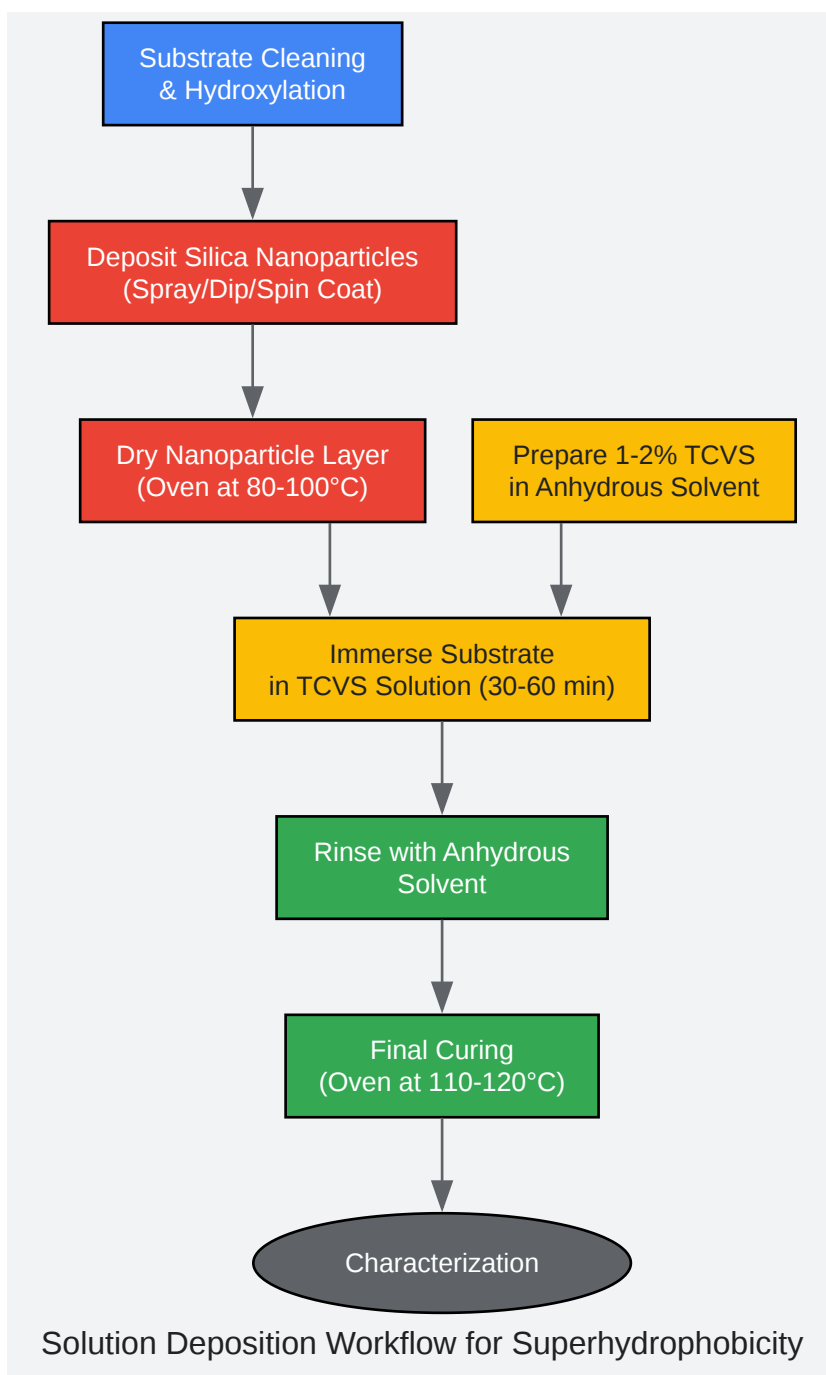 Substrate Cleaning
& Hydroxylation
Deposit Silica Nanoparticles
(Spray/Dip/Spin Coat)
Dry Nanoparticle Layer
(Oven at 80-100°C)
Prepare 1-2% TCVS
in Anhydrous Solvent
Immerse Substrate
in TCVS Solution (30-60 min)
Rinse with Anhydrous
Solvent
Final Curing
(Oven at 110-120°C)
Characterization
Solution Deposition Workflow for Superhydrophobicity